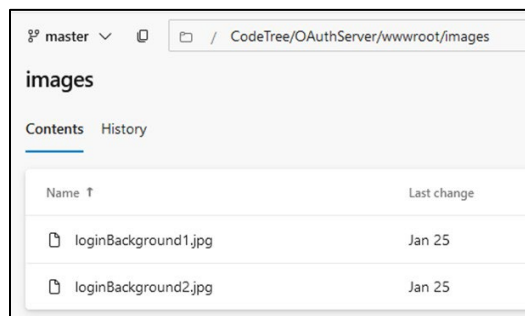 master
/ CodeTree/OAuthServer/wwwroot/images
images
Contents History
Name ↑ Last change
loginBackground1.jpg Jan 25
loginBackground2.jpg Jan 25